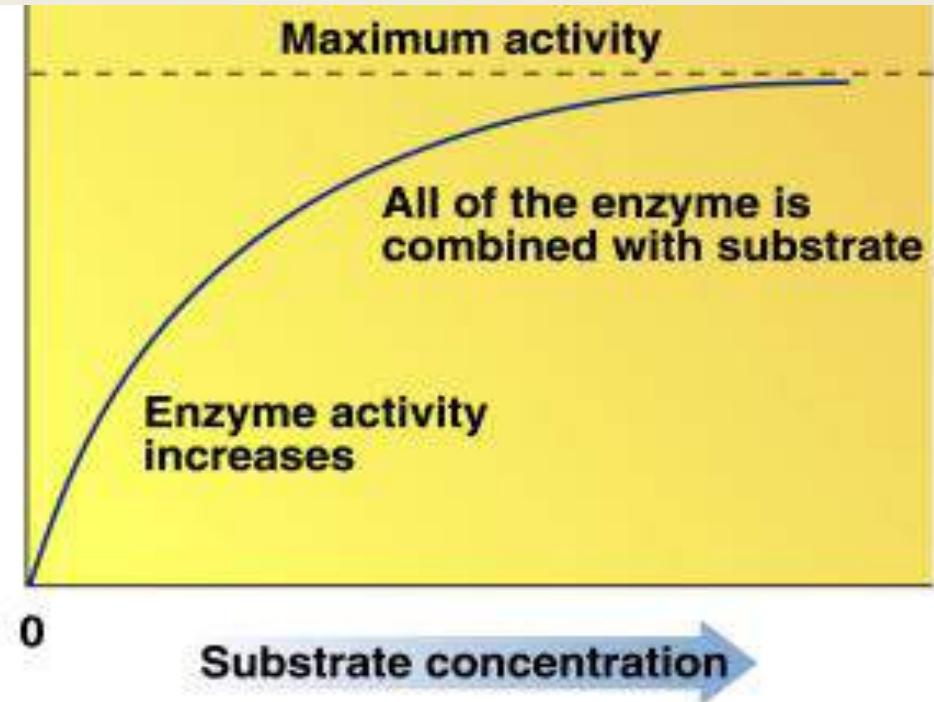 Maximum activity
All of the enzyme is
combined with substrate
Enzyme activity
increases
0
Substrate concentration